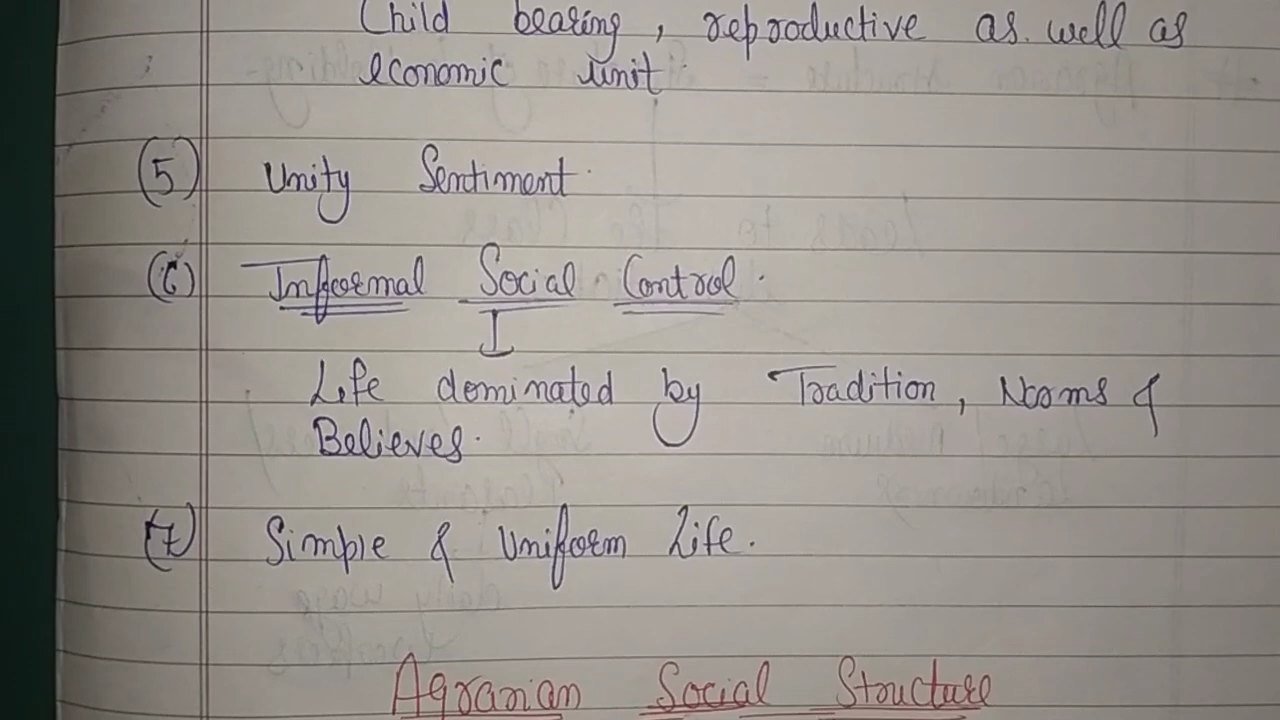 Child bearing, reproductive as well as
economic unit.
(5) Unity Sentiment.
(6) Informal Social Control.
Life dominated by Tradition, Norms &
Believes.
(7) Simple & Uniform Life.
Agrarian Social Structure